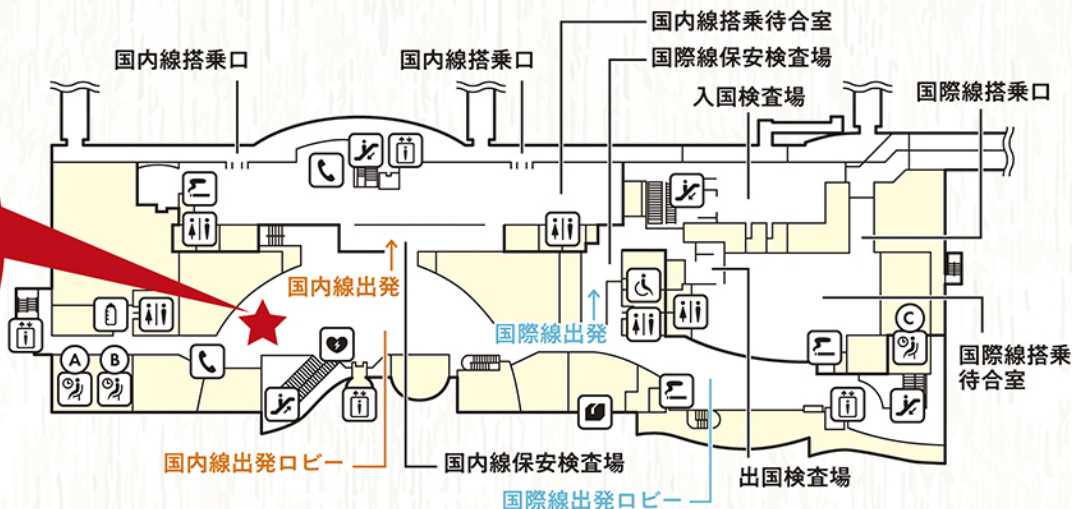 国内線搭乗待合室
国内線搭乗口
国内線搭乗口
国際線保安検査場
入国検査場
国際線搭乗口
国内線出発
国際線出発
A
B
C
国際線搭乗
待合室
国内線出発ロビー
国内線保安検査場
出国検査場
国際線出発ロビー